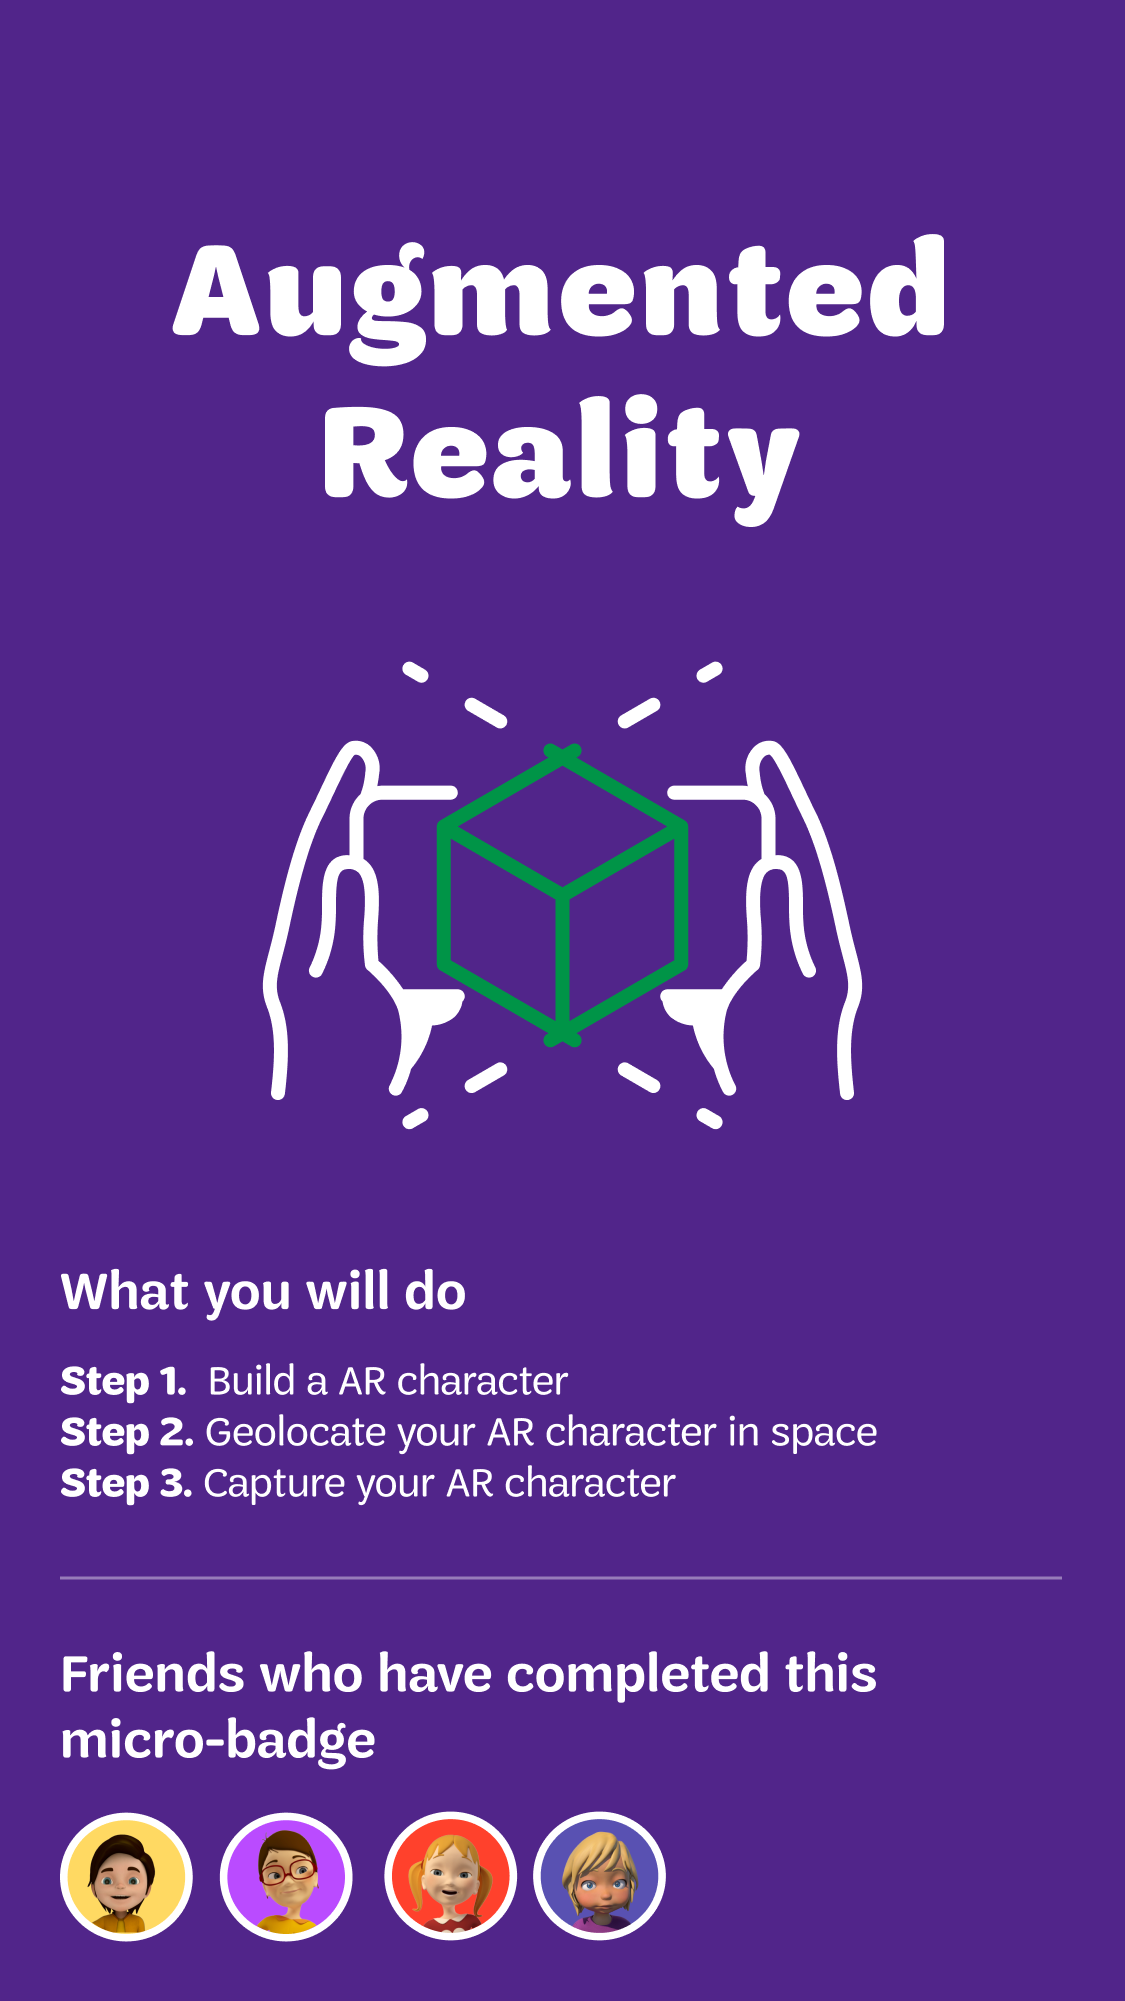 Augmented
Reality
What you will do
Step 1. Build a AR character
Step 2. Geolocate your AR character in space
Step 3. Capture your AR character
Friends who have completed this
micro-badge